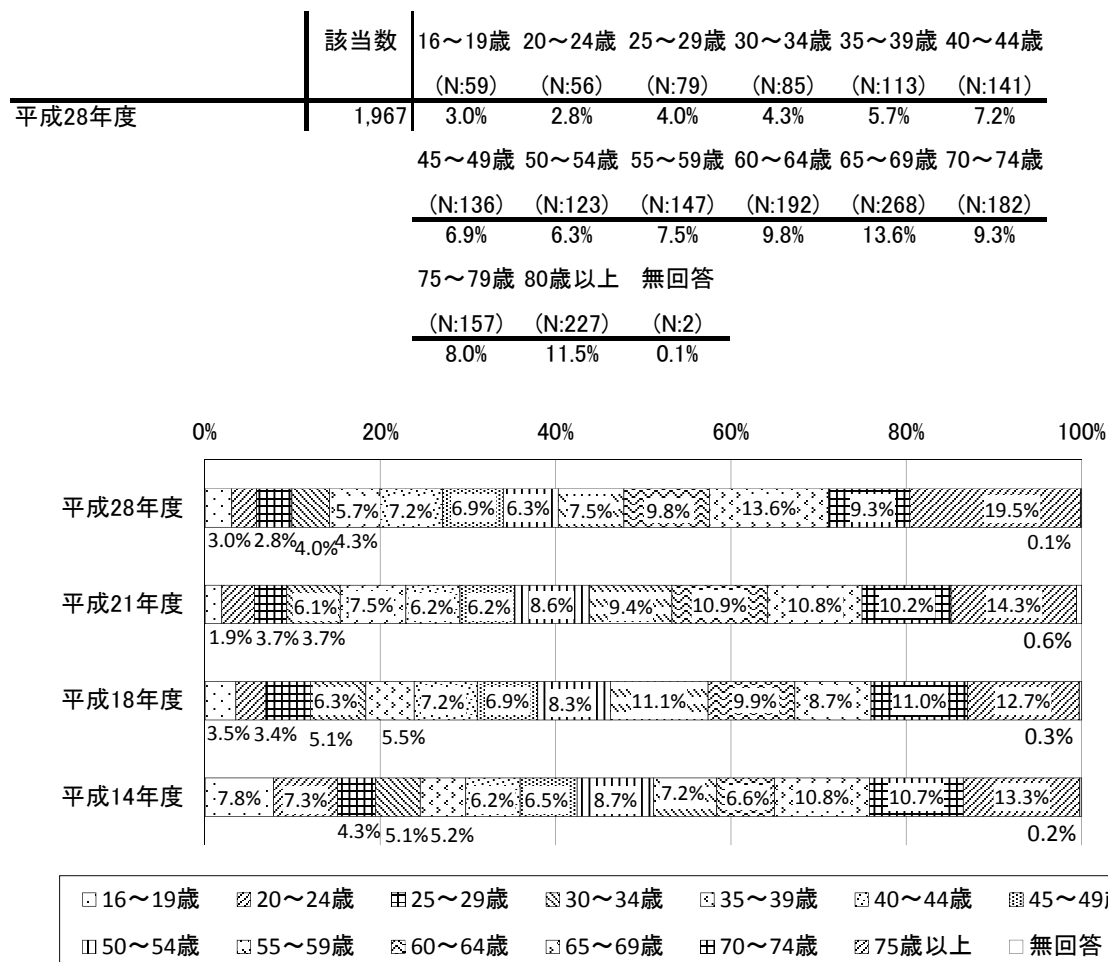 該当数 16～19歳 20～24歳 25～29歳 30～34歳 35～39歳 40～44歳
(N:59) (N:56) (N:79) (N:85) (N:113) (N:141)
平成28年度 1,967 3.0% 2.8% 4.0% 4.3% 5.7% 7.2%
45～49歳 50～54歳 55～59歳 60～64歳 65～69歳 70～74歳
(N:136) (N:123) (N:147) (N:192) (N:268) (N:182)
6.9% 6.3% 7.5% 9.8% 13.6% 9.3%
75～79歳 80歳以上 無回答
(N:157) (N:227) (N:2)
8.0% 11.5% 0.1%
0% 20% 40% 60% 80% 100%
平成28年度 5.7% 7.2% 6.9% 6.3% 7.5% 9.8% 13.6% 9.3% 19.5%
3.0% 2.8% 4.0% 4.3% 0.1%
平成21年度 6.1% 7.5% 6.2% 6.2% 8.6% 9.4% 10.9% 10.8% 10.2% 14.3%
1.9% 3.7% 3.7% 0.6%
平成18年度 6.3% 7.2% 6.9% 8.3% 11.1% 9.9% 8.7% 11.0% 12.7%
3.5% 3.4% 5.1% 5.5% 0.3%
平成14年度 7.8% 7.3% 6.2% 6.5% 8.7% 7.2% 6.6% 10.8% 10.7% 13.3%
4.3% 5.1% 5.2% 0.2%
16～19歳 20～24歳 25～29歳 30～34歳 35～39歳 40～44歳 45～49歳
50～54歳 55～59歳 60～64歳 65～69歳 70～74歳 75歳以上 無回答